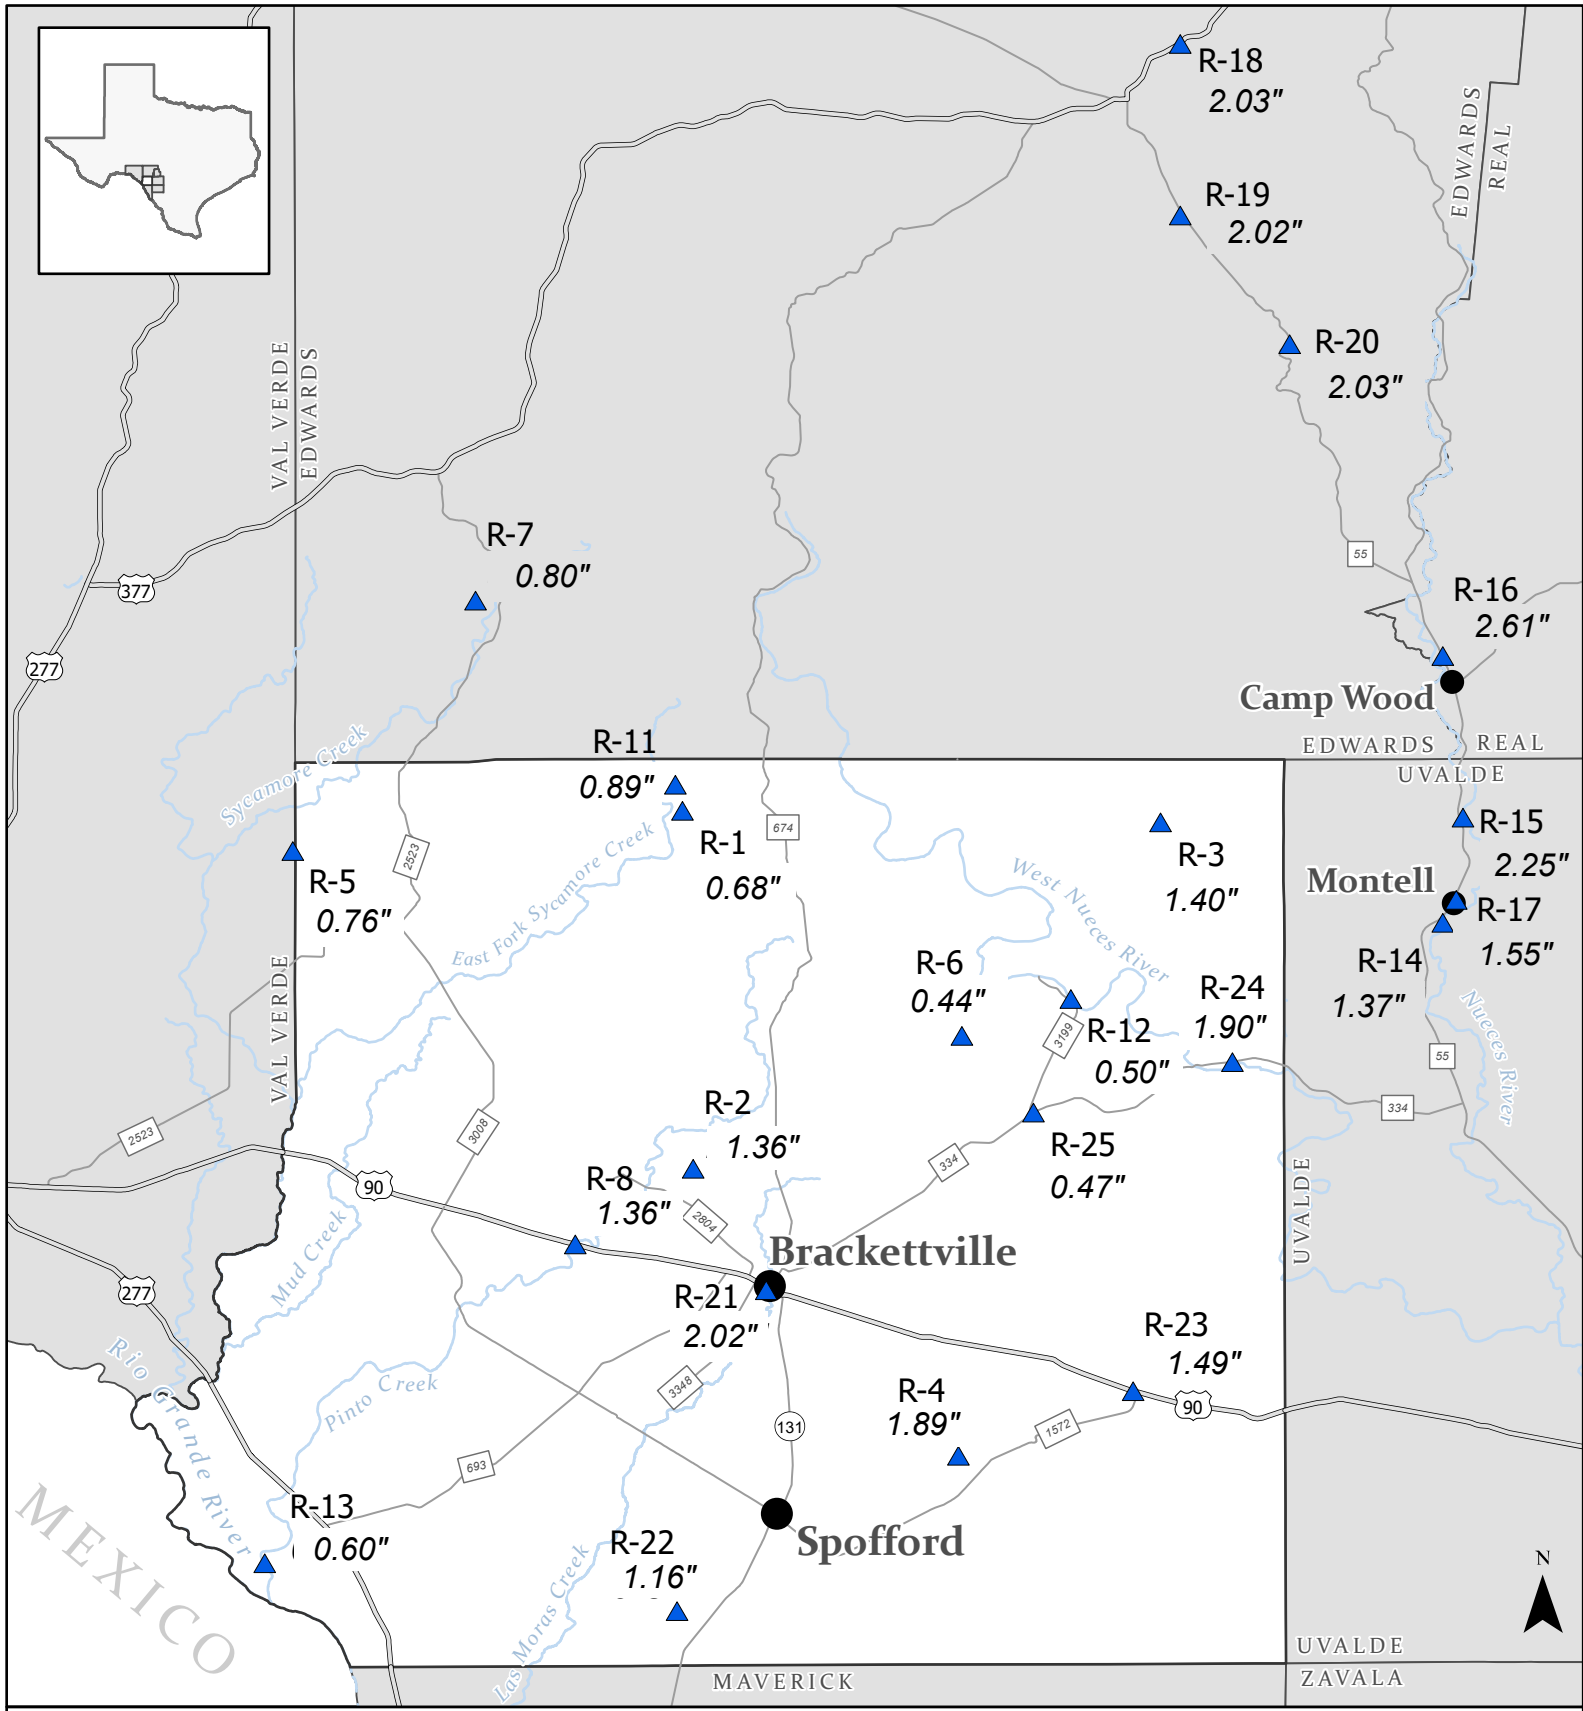 R-18
2.03"
EDWARDS
REAL
R-19
2.02"
R-20
2.03"
VAL VERDE
EDWARDS
R-7
0.80"
55
377
R-16
2.61"
277
Camp Wood
Sycamore Creek
R-11
0.89"
EDWARDS
REAL
UVALDE
R-1
0.68"
674
2523
R-3
1.40"
R-15
2.25"
R-5
0.76"
East Fork Sycamore Creek
West Nueces River
Montell
R-17
1.55"
R-14
1.37"
R-6
0.44"
R-24
1.90"
VAL VERDE
3199
R-12
0.50"
55
Nueces River
2523
3008
R-2
1.36"
334
R-25
0.47"
334
90
R-8
1.36"
2804
UVALDE
Mud Creek
Brackettville
277
R-21
2.02"
R-23
1.49"
Rio Grande River
Pinto Creek
3348
R-4
1.89"
90
131
1572
693
MEXICO
R-13
0.60"
Spofford
R-22
1.16"
Las Moras Creek
N
UVALDE
ZAVALA
MAVERICK